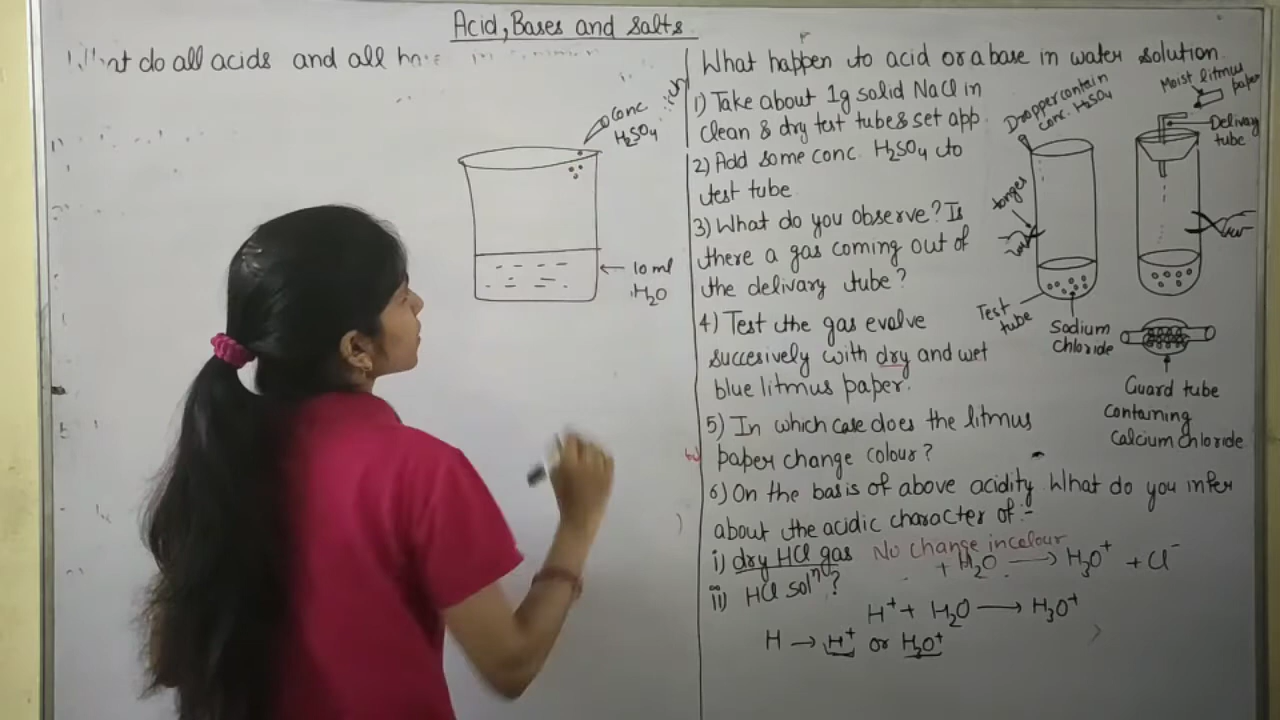 Acid, Bases and Salts
What do all acids and all
Conc
H₂SO₄
10 ml
H₂O
What happen to acid or a base in water solution.
1) Take about 1g solid NaCl in
clean & dry test tube & set app
2) Add some conc. H₂SO₄ to
test tube
3) What do you observe? Is
there a gas coming out of
the delivary tube?
4) Test the gas evolve
succesively with dry and wet
blue litmus paper.
5) In which case does the litmus
paper change colour?
6) On the basis of above acidity What do you infer
about the acidic character of :-
i) dry HCl gas No change in colour
+ H₂O → H₃O⁺ + Cl⁻
ii) HCl solⁿ?
H⁺ + H₂O → H₃O⁺
H → H⁺ or H₃O⁺
Dropper contain
conc. H₂SO₄
tonges
Test
tube
Sodium
chloride
Moist litmus
paper
Delivary
tube
Guard tube
containing
Calcium chloride